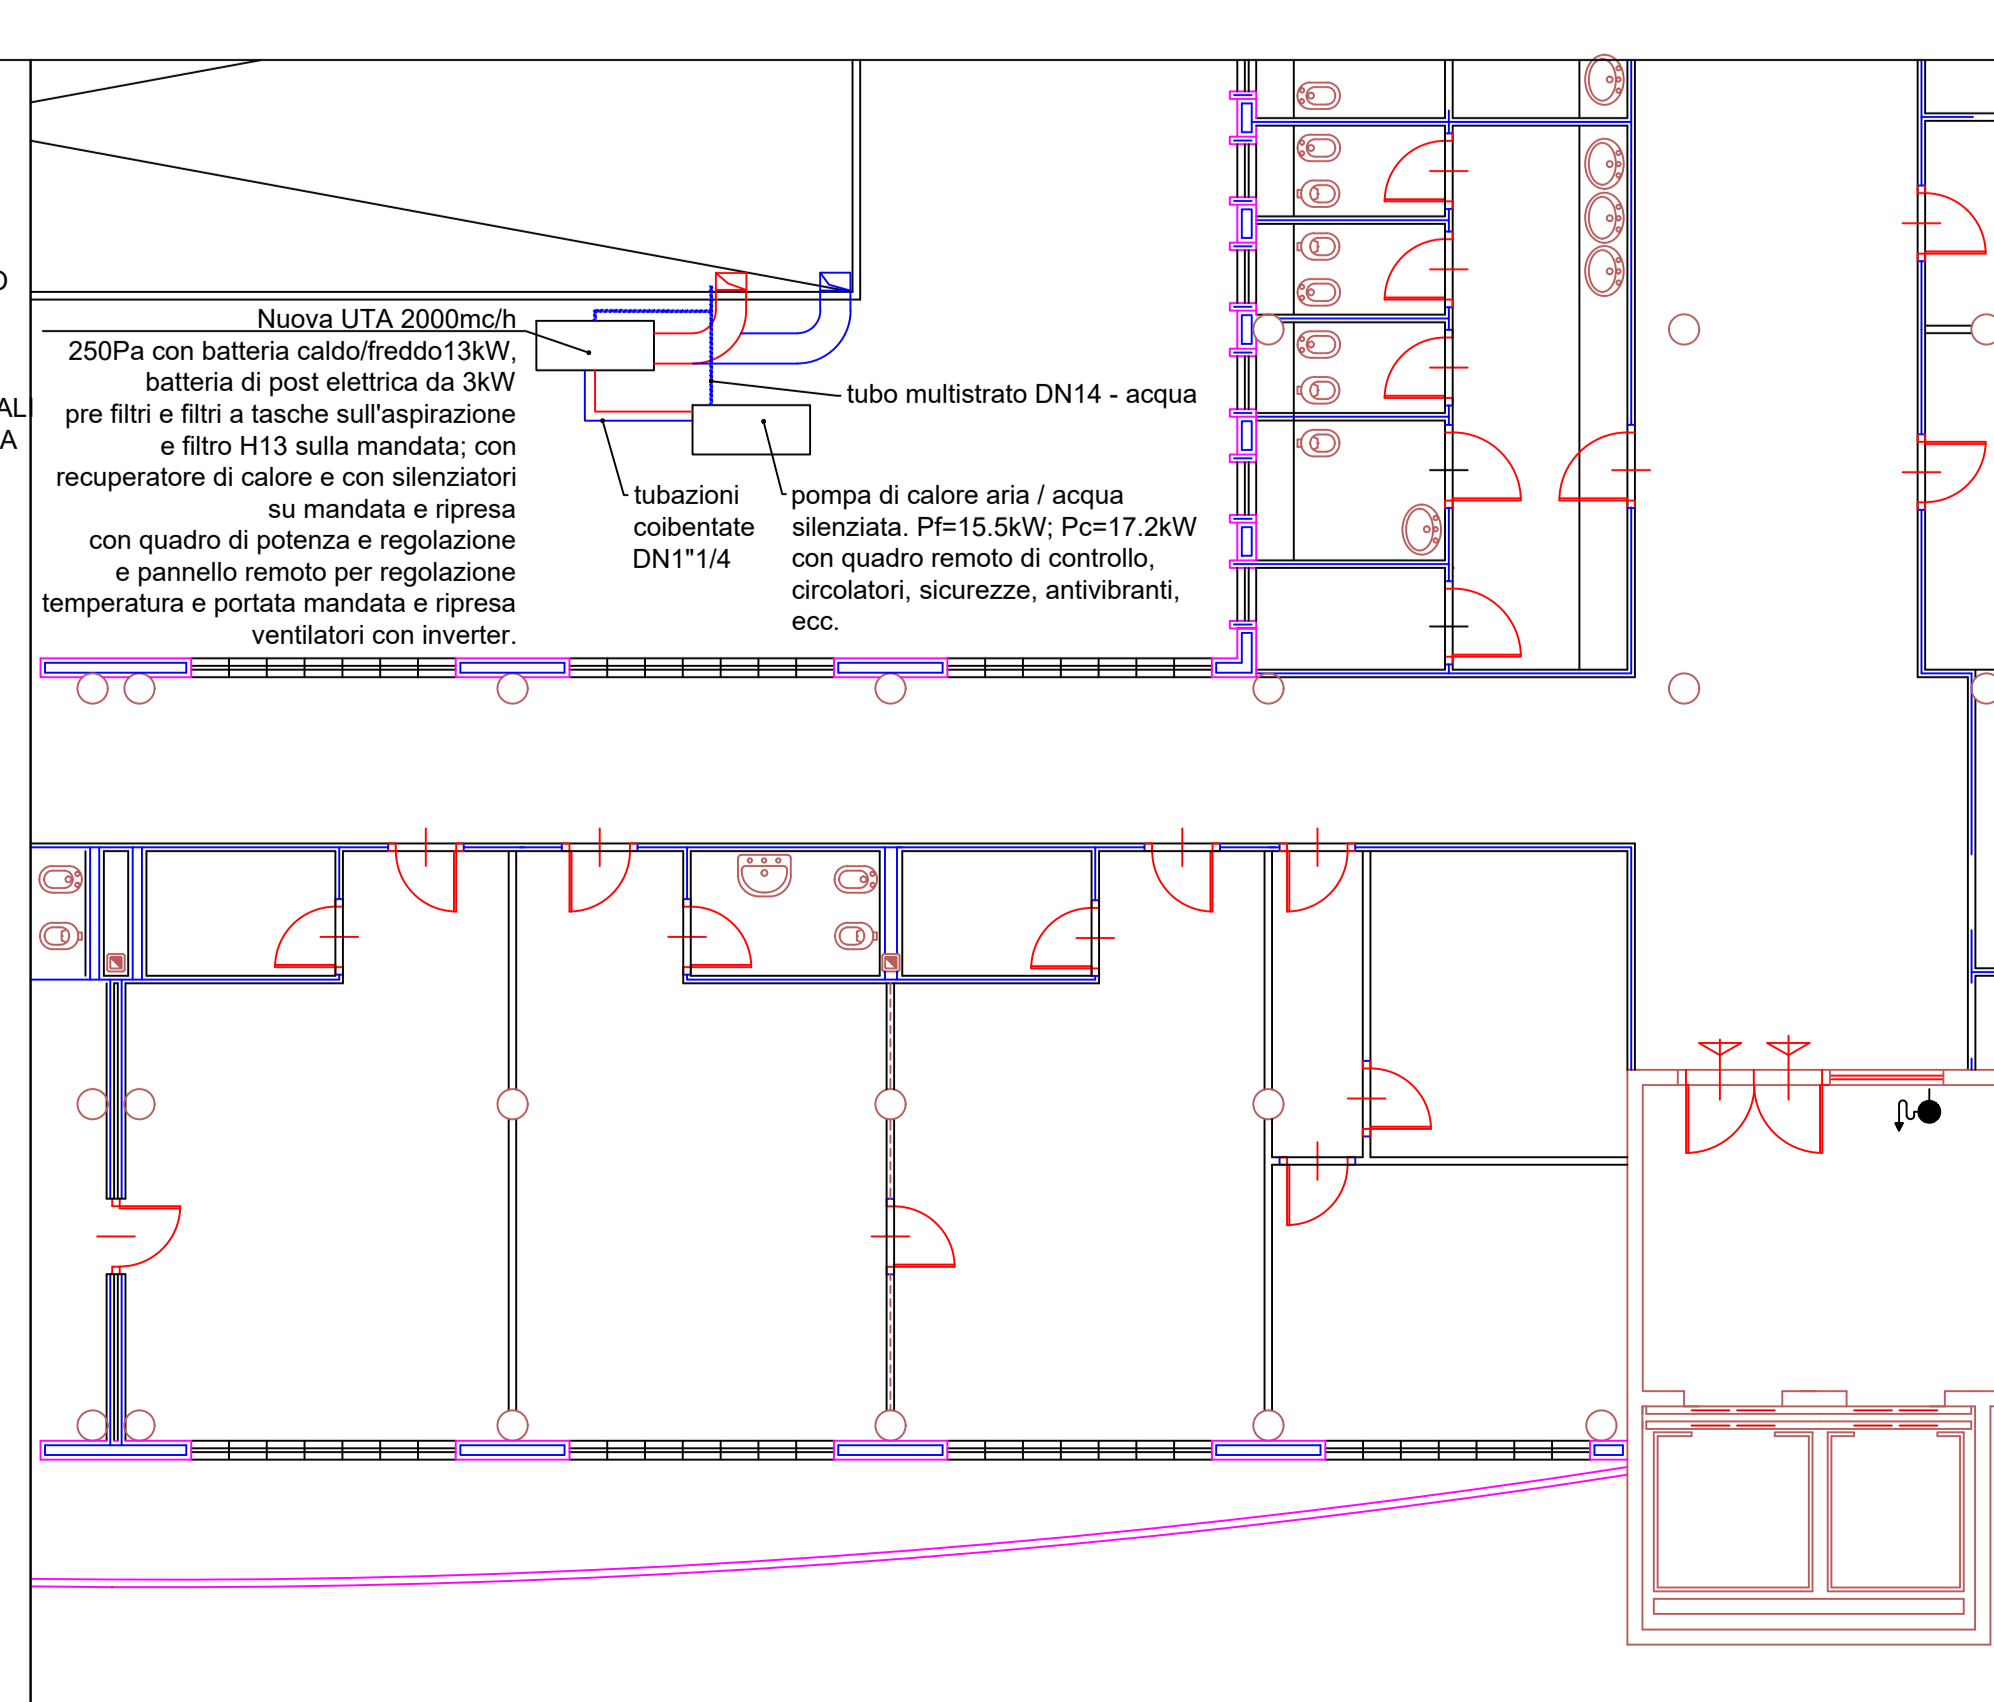 O
ALI
A
Nuova UTA 2000mc/h
250Pa con batteria caldo/freddo13kW,
batteria di post elettrica da 3kW
pre filtri e filtri a tasche sull'aspirazione
e filtro H13 sulla mandata; con
recuperatore di calore e con silenziatori
su mandata e ripresa
con quadro di potenza e regolazione
e pannello remoto per regolazione
temperatura e portata mandata e ripresa
ventilatori con inverter.
tubo multistrato DN14 - acqua
tubazioni
coibentate
DN1"1/4
pompa di calore aria / acqua
silenziata. Pf=15.5kW; Pc=17.2kW
con quadro remoto di controllo,
circolatori, sicurezze, antivibranti,
ecc.